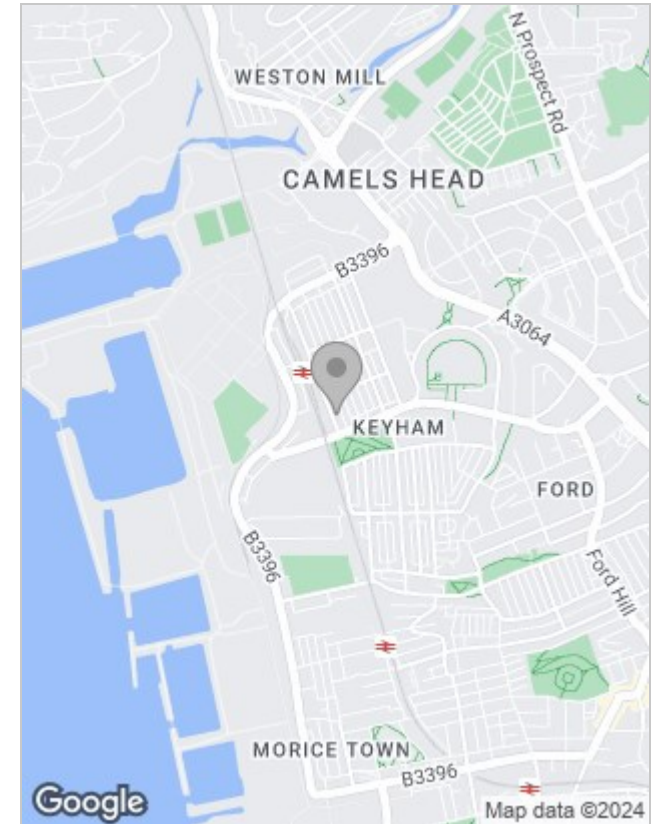 N Prospect Rd
WESTON MILL
CAMELS HEAD
B3396
A3064
KEYHAM
FORD
B3396
Ford Hill
MORICE TOWN
B3396
Google
Map data ©2024